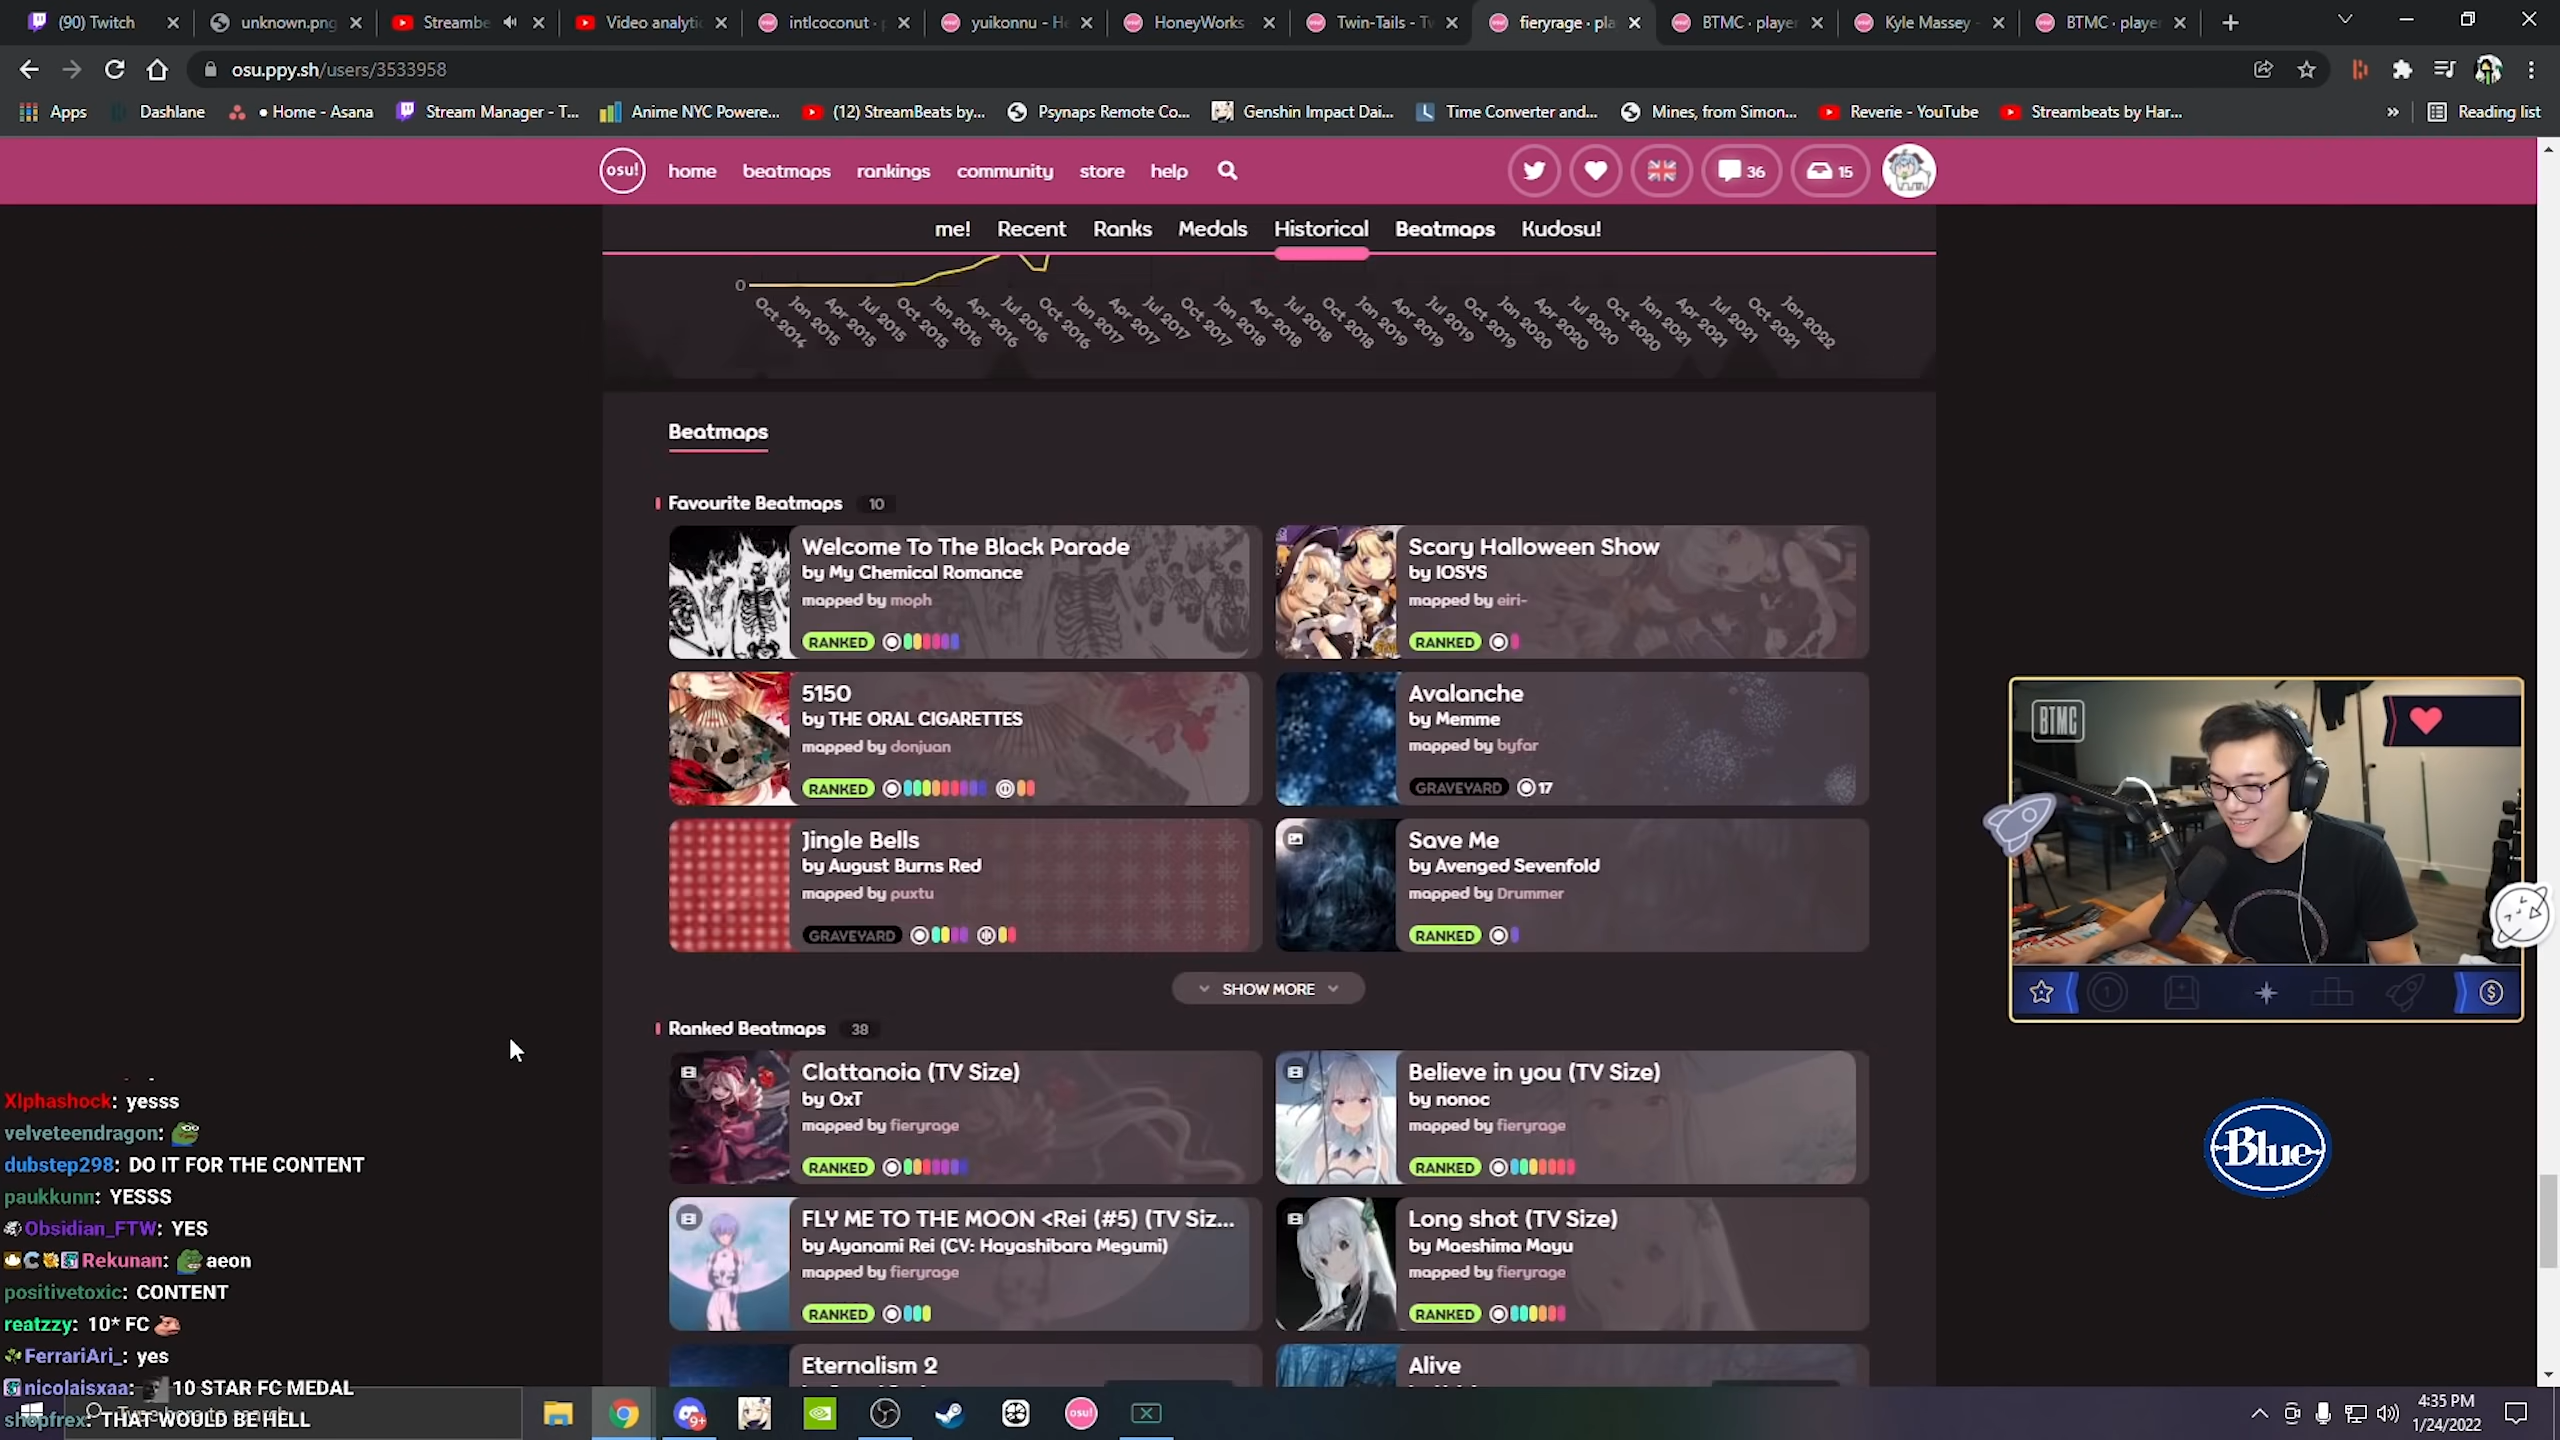 (90) Twitch
unknown.png
Streambe
Video analytic
intlcoconut · p
yuikonnu - He
HoneyWorks
Twin-Tails - Tw
fieryrage · pla
BTMC · player
Kyle Massey -
BTMC · player
osu.ppy.sh/users/3533958
Apps
Dashlane
• Home - Asana
Stream Manager - T...
Anime NYC Powere...
(12) StreamBeats by...
Psynaps Remote Co...
Genshin Impact Dai...
Time Converter and...
Mines, from Simon...
Reverie - YouTube
Streambeats by Har...
»
Reading list
osu!
home
beatmaps
rankings
community
store
help
36
15
me!
Recent
Ranks
Medals
Historical
Beatmaps
Kudosu!
0
Oct 2014
Jan 2015
Apr 2015
Jul 2015
Oct 2015
Jan 2016
Apr 2016
Jul 2016
Oct 2016
Jan 2017
Apr 2017
Jul 2017
Oct 2017
Jan 2018
Apr 2018
Jul 2018
Oct 2018
Jan 2019
Apr 2019
Jul 2019
Oct 2019
Jan 2020
Apr 2020
Jul 2020
Oct 2020
Jan 2021
Apr 2021
Jul 2021
Oct 2021
Jan 2022
Beatmaps
Favourite Beatmaps 10
Welcome To The Black Parade
by My Chemical Romance
mapped by moph
RANKED
Scary Halloween Show
by IOSYS
mapped by eiri-
RANKED
5150
by THE ORAL CIGARETTES
mapped by donjuan
RANKED
Avalanche
by Memme
mapped by byfar
GRAVEYARD 17
Jingle Bells
by August Burns Red
mapped by puxtu
GRAVEYARD
Save Me
by Avenged Sevenfold
mapped by Drummer
RANKED
SHOW MORE
Ranked Beatmaps 38
Clattanoia (TV Size)
by OxT
mapped by fieryrage
RANKED
Believe in you (TV Size)
by nonoc
mapped by fieryrage
RANKED
FLY ME TO THE MOON <Rei (#5) (TV Siz...
by Ayanami Rei (CV: Hayashibara Megumi)
mapped by fieryrage
RANKED
Long shot (TV Size)
by Maeshima Mayu
mapped by fieryrage
RANKED
Eternalism 2
Alive
BTMC
Blue
Xlphashock: yesss
velveteendragon:
dubstep298: DO IT FOR THE CONTENT
paukkunn: YESSS
Obsidian_FTW: YES
Rekunan: aeon
positivetoxic: CONTENT
reatzzy: 10* FC
FerrariAri_: yes
nicolaisxaa: 10 STAR FC MEDAL
shopfrex: THAT WOULD BE HELL
Type here to search
9+
osu!
4:35 PM
1/24/2022